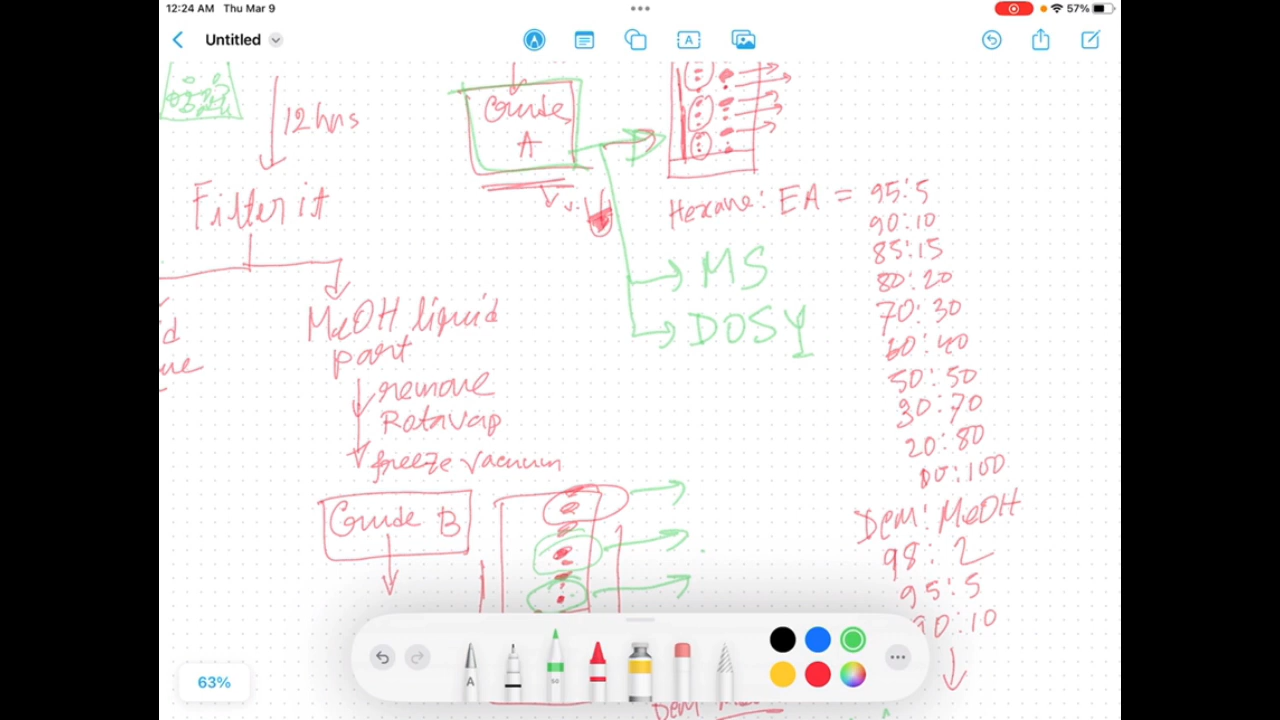 12:24 AM Thu Mar 9
57%
Untitled
12 hrs
Crude
A
Filter it
Hexane: EA = 95:5
90:10
85:15
80:20
70:30
60:40
50:50
30:70
20:80
00:100
MS
DOSY
MeOH liquid
part
remove
Rotavap
freeze vacuum
Crude B
DCM: MeOH
98:2
95:5
90:10
63%
A
50
DCM